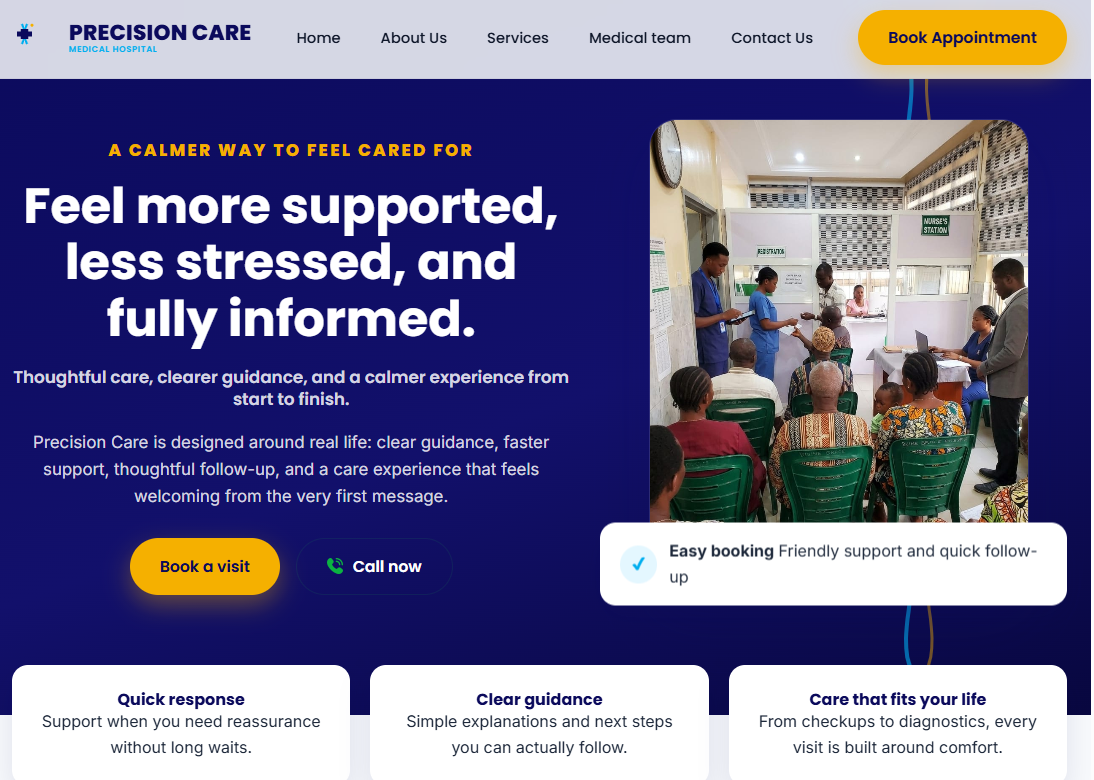 PRECISION CARE
MEDICAL HOSPITAL
Home
About Us
Services
Medical team
Contact Us
Book Appointment
A CALMER WAY TO FEEL CARED FOR
Feel more supported,
less stressed, and
fully informed.
Thoughtful care, clearer guidance, and a calmer experience from
start to finish.
Precision Care is designed around real life: clear guidance, faster
support, thoughtful follow-up, and a care experience that feels
welcoming from the very first message.
Book a visit
Call now
REGISTRATION
NURSE'S
STATION
Easy booking Friendly support and quick follow-
up
Quick response
Support when you need reassurance
without long waits.
Clear guidance
Simple explanations and next steps
you can actually follow.
Care that fits your life
From checkups to diagnostics, every
visit is built around comfort.